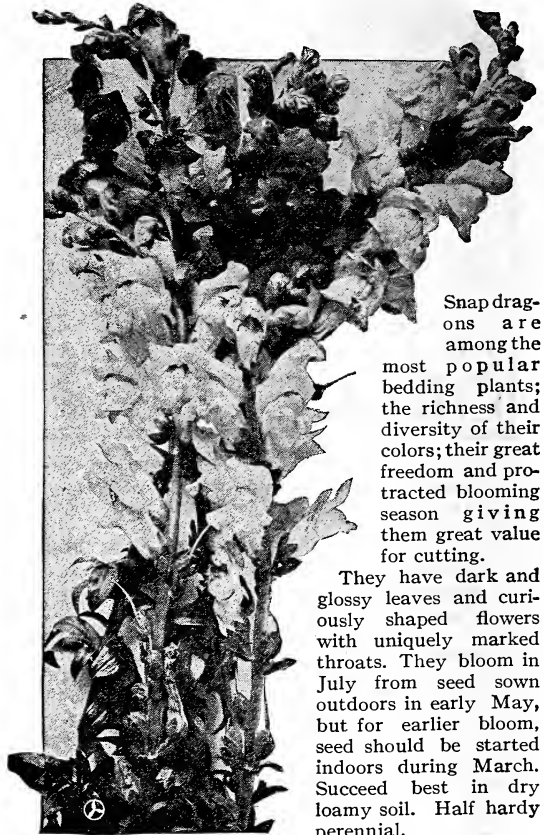 Snapdrag-
ons are
among the
most popular
bedding plants;
the richness and
diversity of their
colors; their great
freedom and pro-
tracted blooming
season giving
them great value
for cutting.
They have dark and
glossy leaves and curi-
ously shaped flowers
with uniquely marked
throats. They bloom in
July from seed sown
outdoors in early May,
but for earlier bloom,
seed should be started
indoors during March.
Succeed best in dry
loamy soil. Half hardy
perennial.